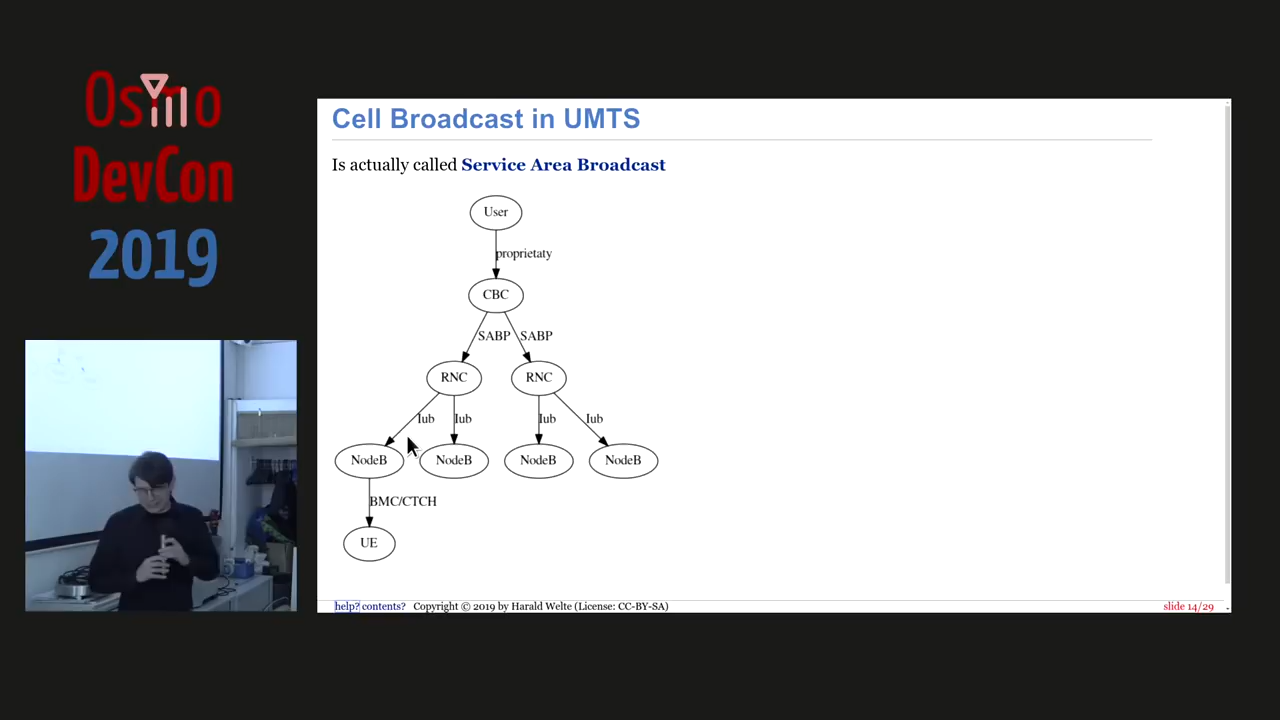 Osmo
DevCon
2019
Cell Broadcast in UMTS
Is actually called Service Area Broadcast
User
proprietaty
CBC
SABP SABP
RNC RNC
Iub Iub Iub Iub
NodeB NodeB NodeB NodeB
BMC/CTCH
UE
help? contents? Copyright © 2019 by Harald Welte (License: CC-BY-SA) slide 14/29